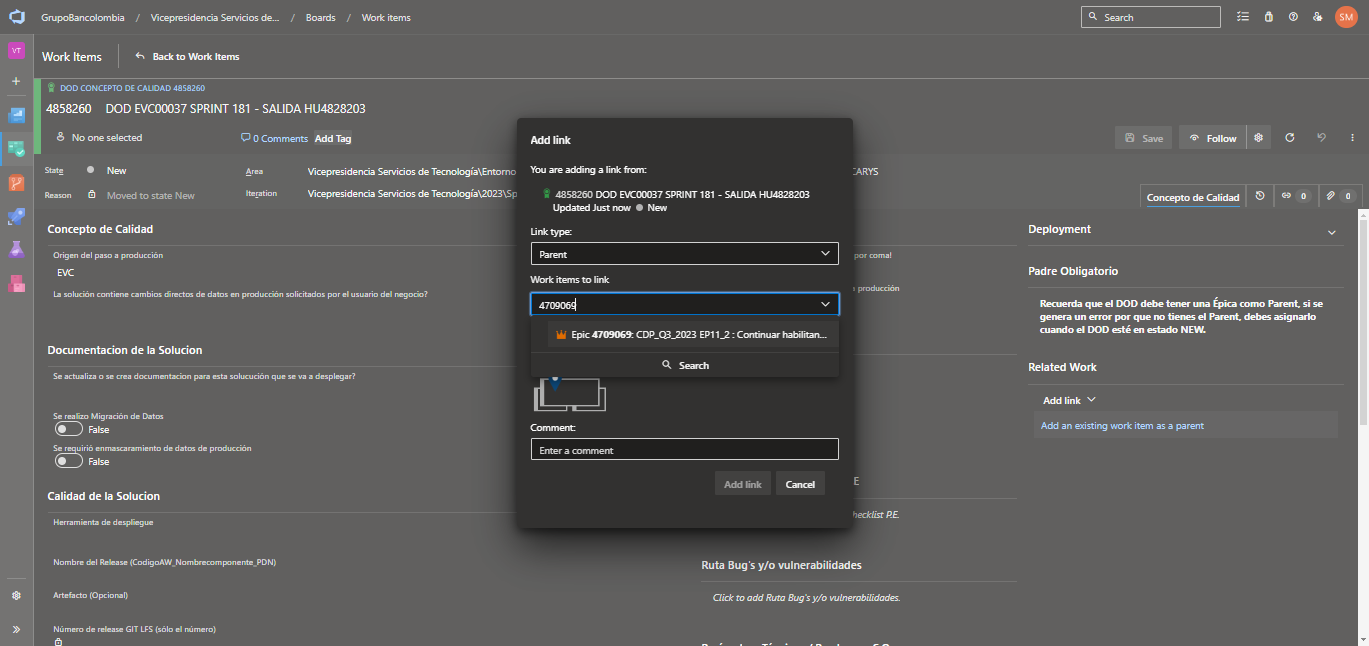 GrupoBancolombia / Vicepresidencia Servicios de... / Boards / Work items
Search
SM
VT
Work Items
Back to Work Items
DOD CONCEPTO DE CALIDAD 4858260
4858260 DOD EVC00037 SPRINT 181 - SALIDA HU4828203
No one selected
0 Comments
Add Tag
Save
Follow
State
New
Area
Vicepresidencia Servicios de Tecnología\Entorno
CARYS
Reason
Moved to state New
Iteration
Vicepresidencia Servicios de Tecnología\2023\Sp
Concepto de Calidad
0
0
Concepto de Calidad
Origen del paso a producción
EVC
La solución contiene cambios directos de datos en producción solicitados por el usuario del negocio?
Documentacion de la Solucion
Se actualiza o se crea documentacion para esta solucución que se va a desplegar?
Se realizo Migración de Datos
False
Se requirió enmascaramiento de datos de producción
False
Calidad de la Solucion
Herramienta de despliegue
Nombre del Release (CodigoAW_Nombrecomponente_PDN)
Artefacto (Opcional)
Número de release GIT LFS (sólo el número)
Add link
You are adding a link from:
4858260 DOD EVC00037 SPRINT 181 - SALIDA HU4828203
Updated Just now
New
Link type:
Parent
Work items to link
4709069
Epic 4709069: CDP_Q3_2023 EP11_2 : Continuar habilitan...
Search
Comment:
Enter a comment
Add link
Cancel
por comal
producción
E
hecklist P.E.
Ruta Bug's y/o vulnerabilidades
Click to add Ruta Bug's y/o vulnerabilidades.
Deployment
Padre Obligatorio
Recuerda que el DOD debe tener una Épica como Parent, si se
genera un error por que no tienes el Parent, debes asignarlo
cuando el DOD esté en estado NEW.
Related Work
Add link
Add an existing work item as a parent